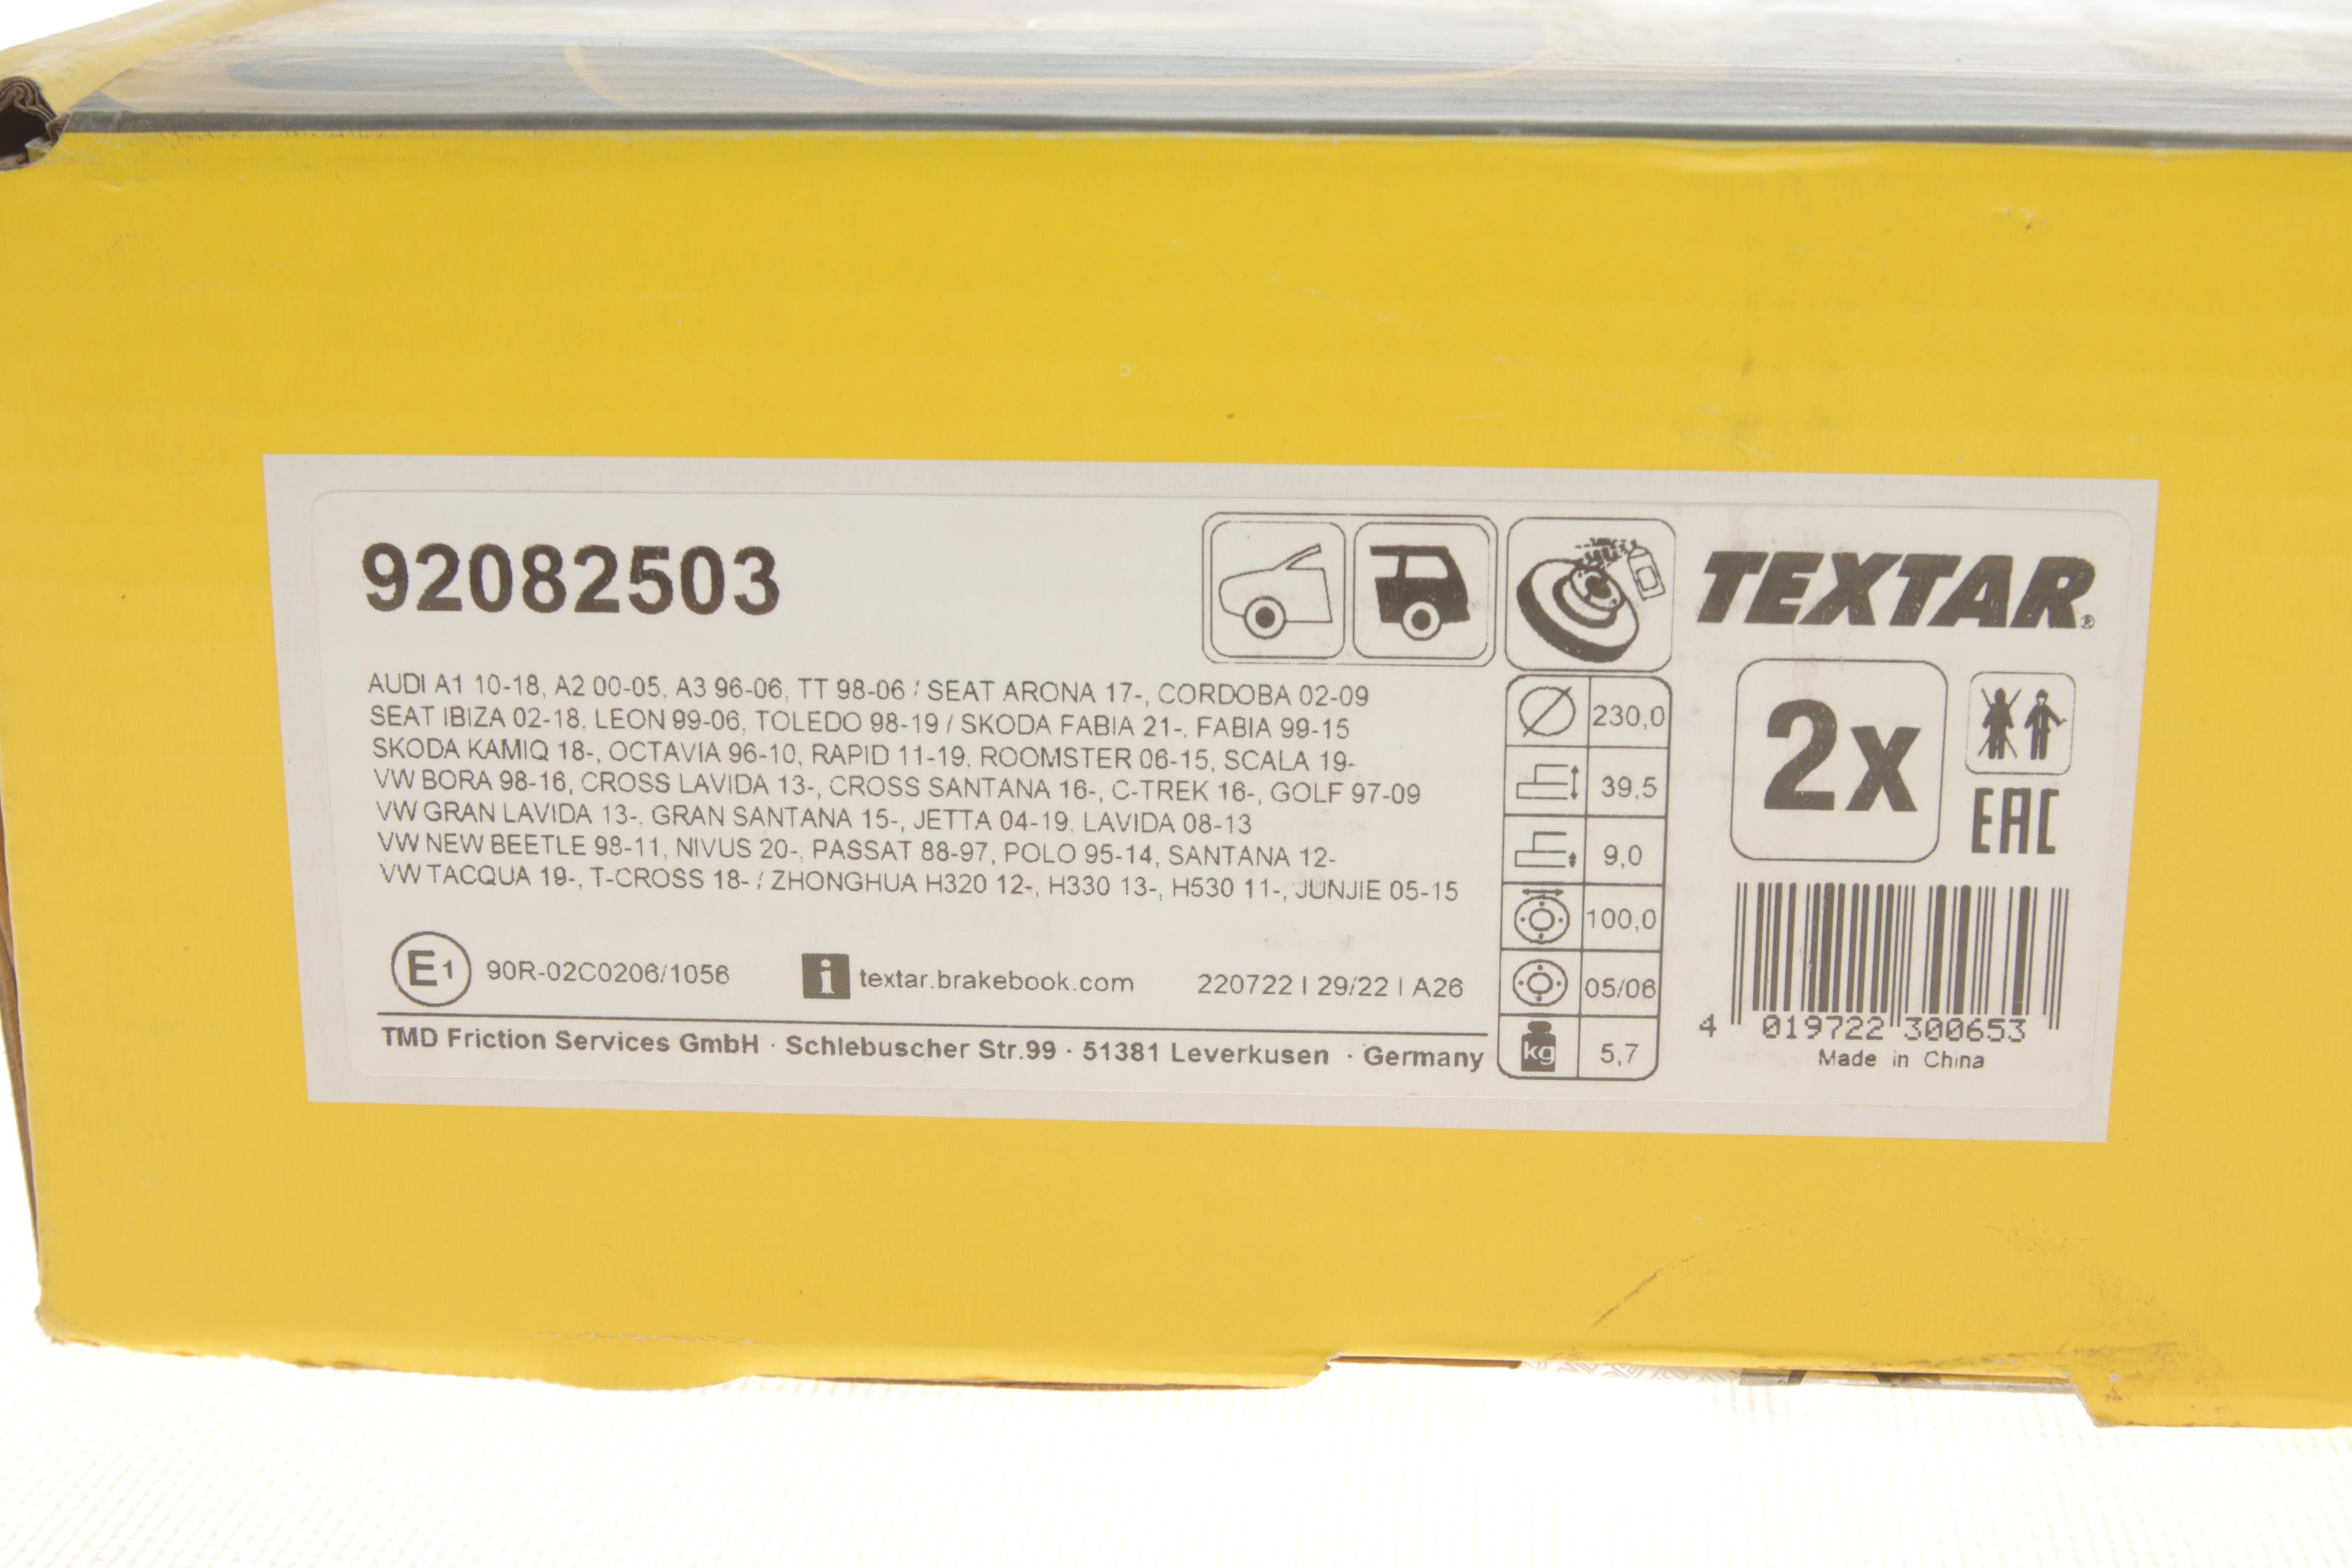 92082503
TEXTAR®
AUDI A1 10-18, A2 00-05, A3 96-06, TT 98-06 / SEAT ARONA 17-, CORDOBA 02-09
SEAT IBIZA 02-18, LEON 99-06, TOLEDO 98-19 / SKODA FABIA 21-, FABIA 99-15
SKODA KAMIQ 18-, OCTAVIA 96-10, RAPID 11-19, ROOMSTER 06-15, SCALA 19-
VW BORA 98-16, CROSS LAVIDA 13-, CROSS SANTANA 16-, C-TREK 16-, GOLF 97-09
VW GRAN LAVIDA 13-, GRAN SANTANA 15-, JETTA 04-19, LAVIDA 08-13
VW NEW BEETLE 98-11, NIVUS 20-, PASSAT 88-97, POLO 95-14, SANTANA 12-
VW TACQUA 19-, T-CROSS 18- / ZHONGHUA H320 12-, H330 13-, H530 11-, JUNJIE 05-15
E1 90R-02C0206/1056
i textar.brakebook.com
220722 | 29/22 | A26
TMD Friction Services GmbH · Schlebuscher Str.99 · 51381 Leverkusen · Germany
230,0
39,5
9,0
100,0
05/06
kg 5,7
2x
EAC
4 019722 300653
Made in China